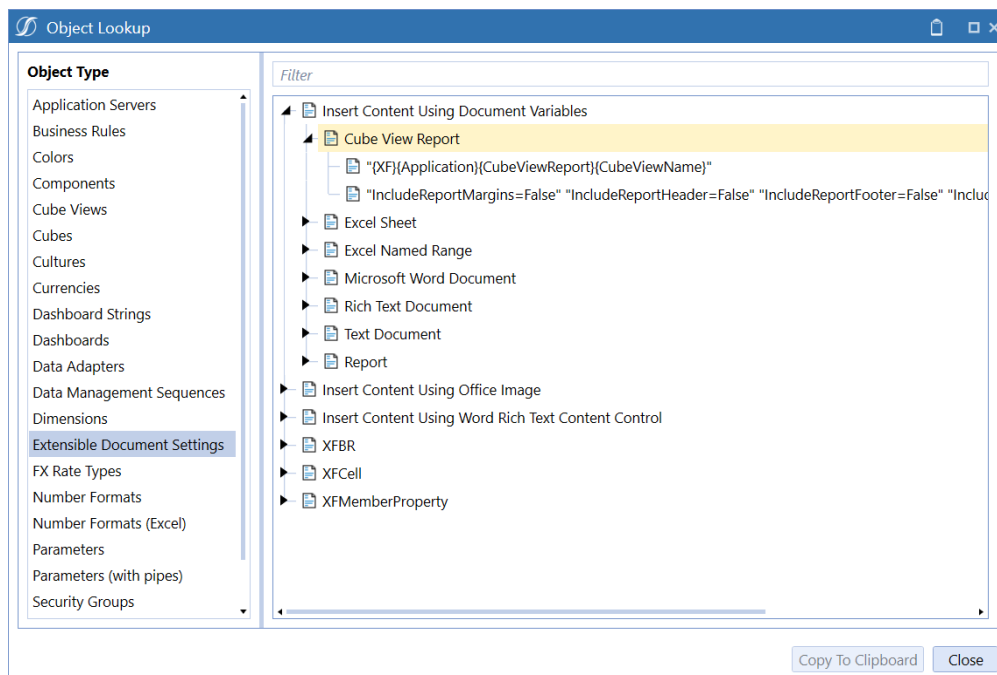 Object Lookup
Object Type
Application Servers
Business Rules
Colors
Components
Cube Views
Cubes
Cultures
Currencies
Dashboard Strings
Dashboards
Data Adapters
Data Management Sequences
Dimensions
Extensible Document Settings
FX Rate Types
Number Formats
Number Formats (Excel)
Parameters
Parameters (with pipes)
Security Groups
Filter
Insert Content Using Document Variables
Cube View Report
"{XF}{Application}{CubeViewReport}{CubeViewName}"
"IncludeReportMargins=False" "IncludeReportHeader=False" "IncludeReportFooter=False" "Includ
Excel Sheet
Excel Named Range
Microsoft Word Document
Rich Text Document
Text Document
Report
Insert Content Using Office Image
Insert Content Using Word Rich Text Content Control
XFBR
XFCell
XFMemberProperty
Copy To Clipboard
Close